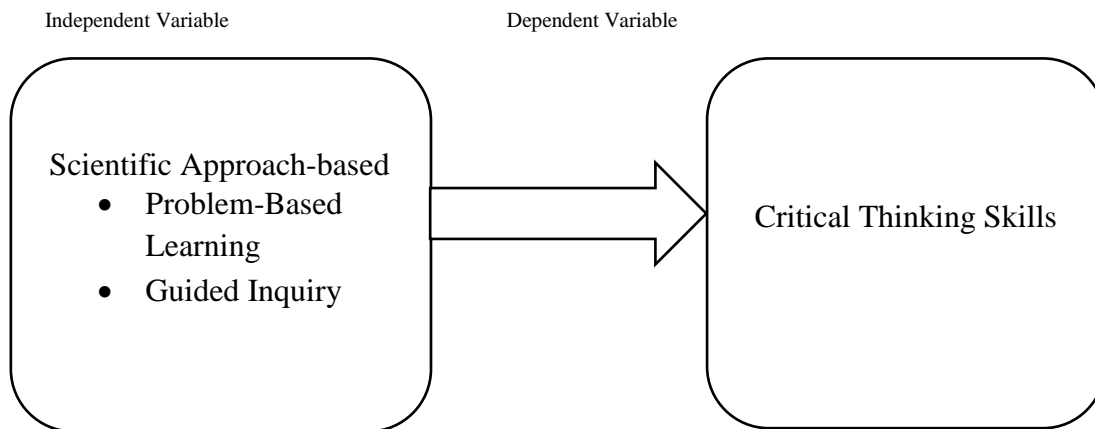 Independent Variable
Dependent Variable
Scientific Approach-based
• Problem-Based
Learning
• Guided Inquiry
Critical Thinking Skills